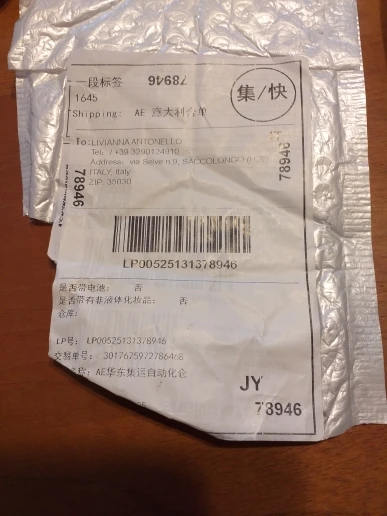 一段标签 78946
集/快
1645
Shipping: AE 意大利合单
To: LIVIANNA ANTONELLO
Tel.
Address: via Selve n.9, SACCOLONGO
ITALY, Italy
ZIP: 35030
78946
78946
LP00525131378946
是否带电池: 否
是否带有非液体化妆品: 否
仓库:
LP号: LP00525131378946
交易单号: 3017675972786468
名称: AE华东集运自动化仓
JY
78946